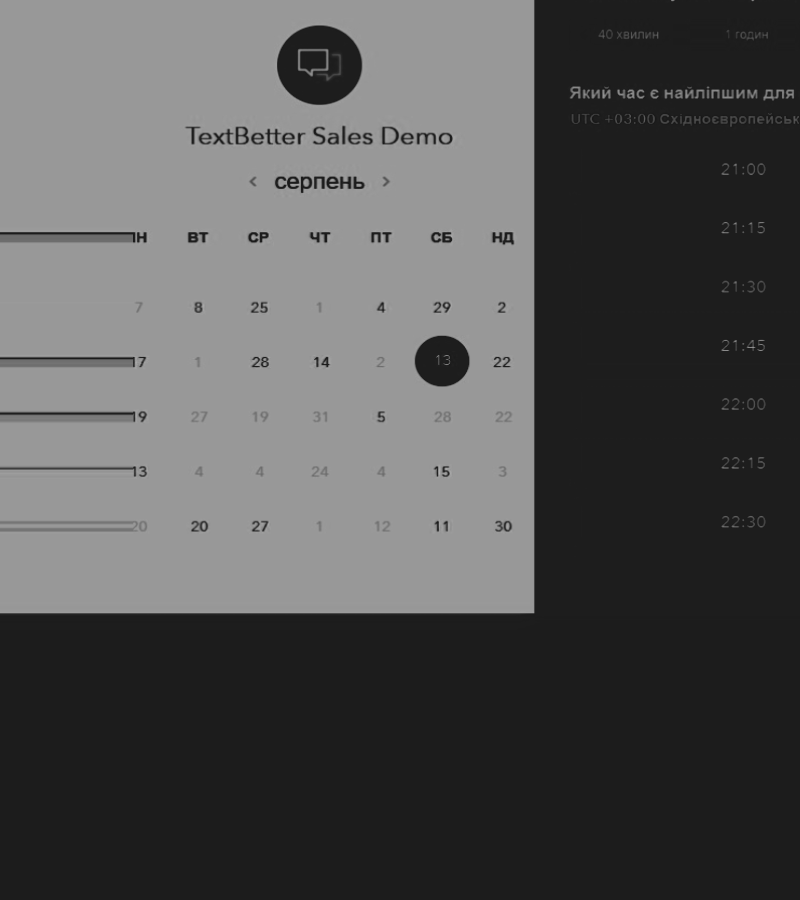 TextBetter Sales Demo
‹ серпень ›
ІН ВТ СР ЧТ ПТ СБ НД
7 8 25 1 4 29 2
17 1 28 14 2 13 22
19 27 19 31 5 28 22
13 4 4 24 4 15 3
20 20 27 1 12 11 30
40 хвилин 1 годин
Який час є найліпшим для
UTC +03:00 Східноєвропейськ
21:00
21:15
21:30
21:45
22:00
22:15
22:30